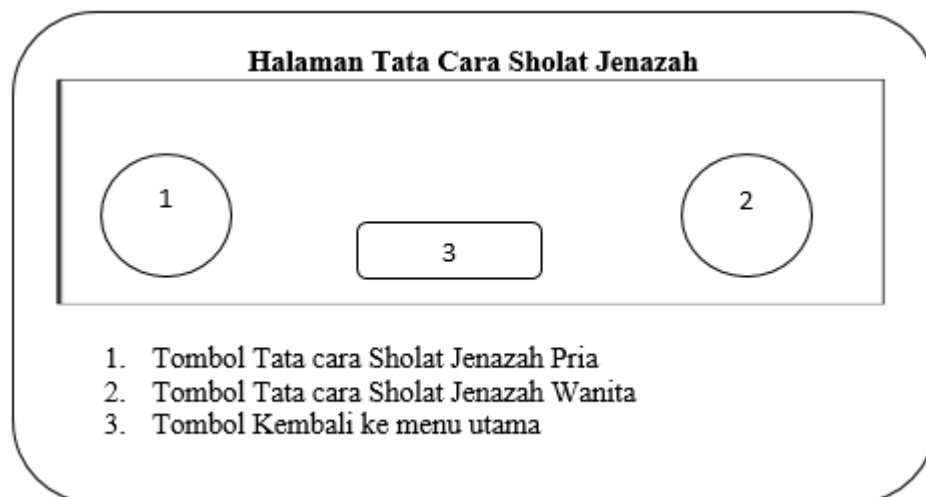 Halaman Tata Cara Sholat Jenazah
1 2
3
1. Tombol Tata cara Sholat Jenazah Pria
2. Tombol Tata cara Sholat Jenazah Wanita
3. Tombol Kembali ke menu utama